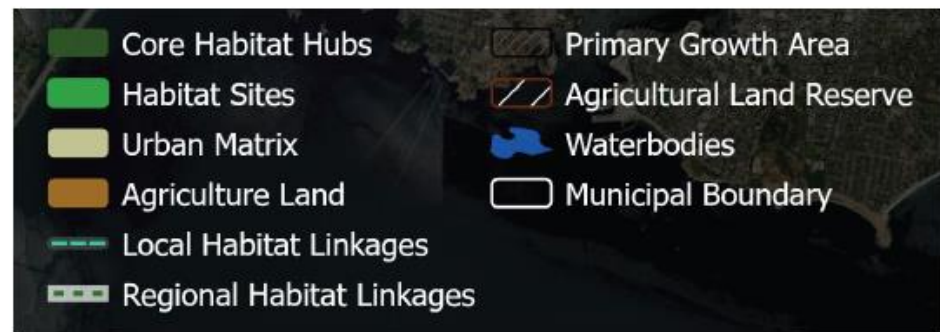 Core Habitat Hubs
Habitat Sites
Urban Matrix
Agriculture Land
Local Habitat Linkages
Regional Habitat Linkages
Primary Growth Area
Agricultural Land Reserve
Waterbodies
Municipal Boundary